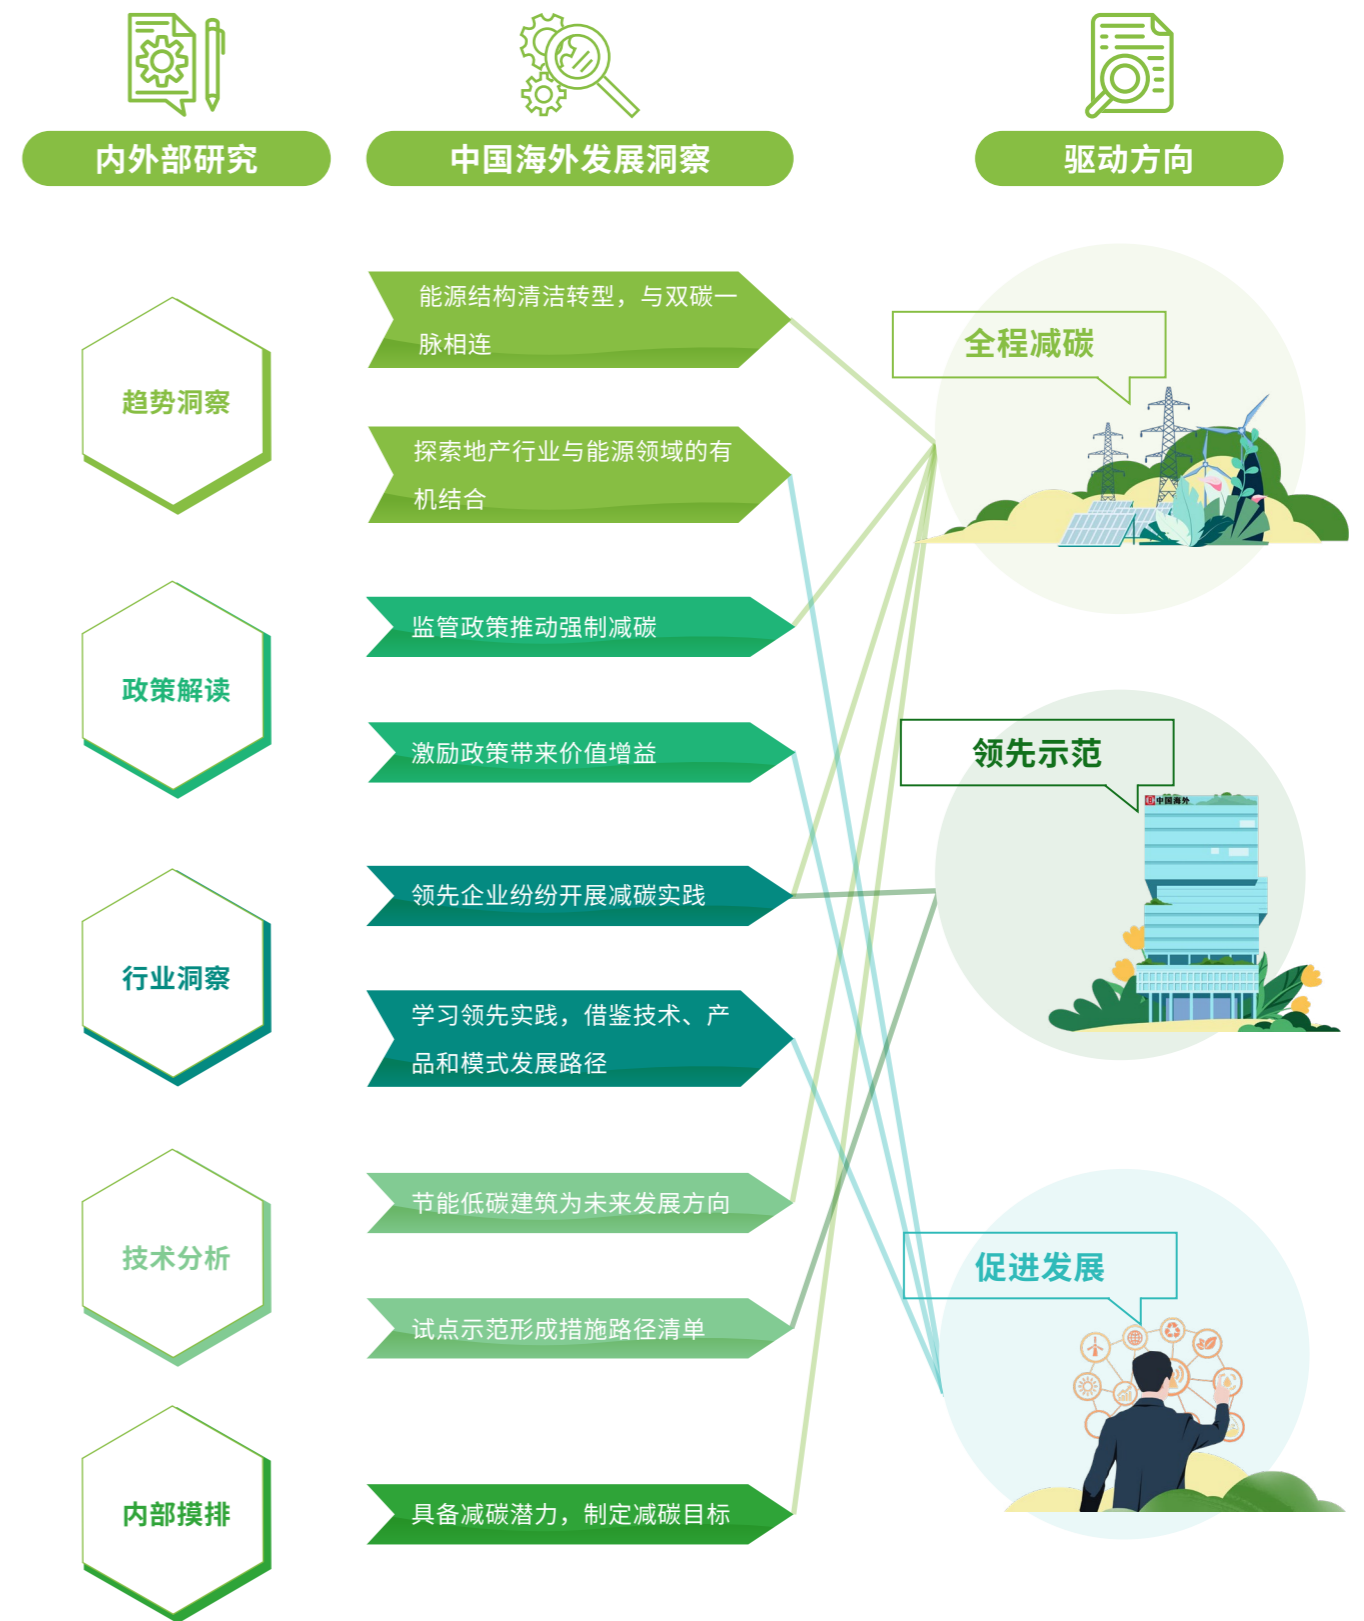 内外部研究
中国海外发展洞察
驱动方向
趋势洞察
能源结构清洁转型，与双碳一
脉相连
探索地产行业与能源领域的有
机结合
政策解读
监管政策推动强制减碳
激励政策带来价值增益
行业洞察
领先企业纷纷开展减碳实践
学习领先实践，借鉴技术、产
品和模式发展路径
技术分析
节能低碳建筑为未来发展方向
试点示范形成措施路径清单
内部摸排
具备减碳潜力，制定减碳目标
全程减碳
领先示范
中国海外
促进发展